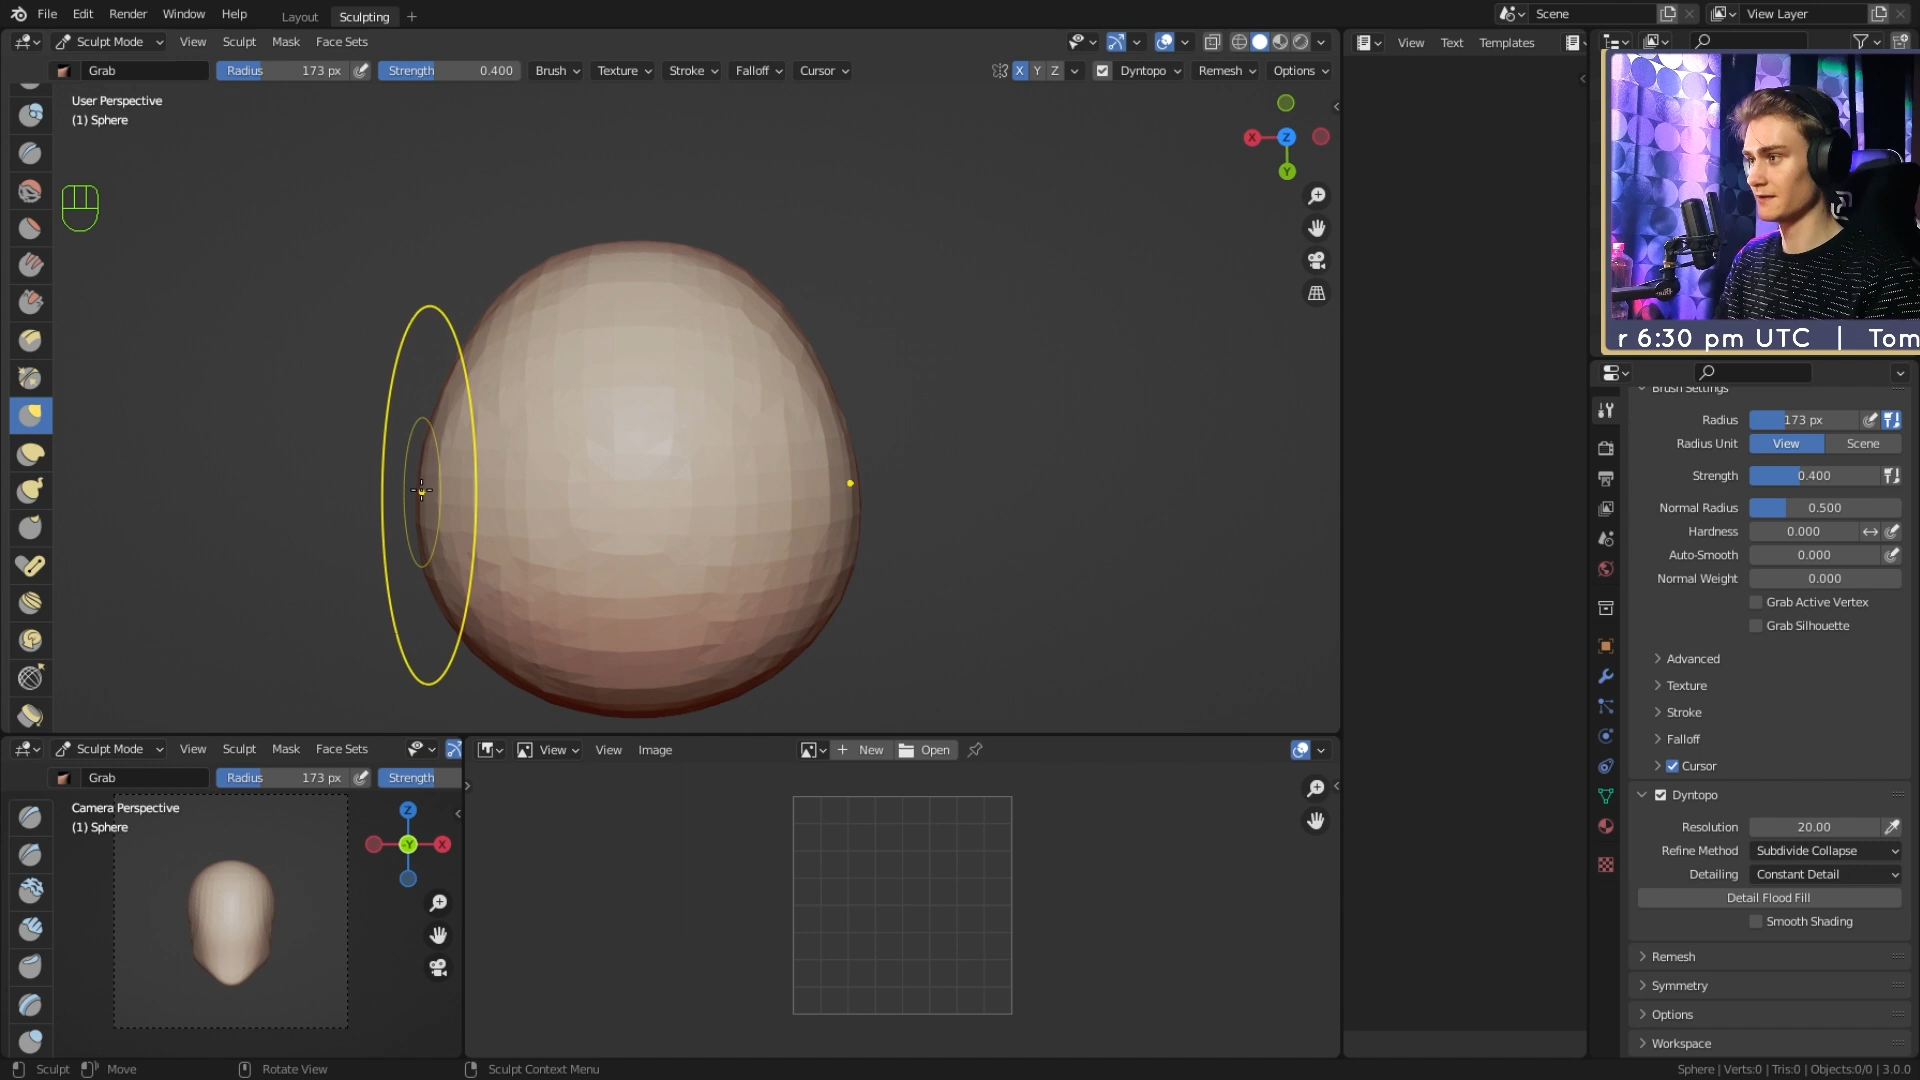 File Edit Render Window Help Layout Sculpting + Scene View Layer
Sculpt Mode View Sculpt Mask Face Sets View Text Templates
Grab Radius 173 px Strength 0.400 Brush Texture Stroke Falloff Cursor X Y Z Dyntopo Remesh Options
User Perspective
(1) Sphere
X Z
Y
r 6:30 pm UTC | Tom
Brush Settings
Radius 173 px
Radius Unit View Scene
Strength 0.400
Normal Radius 0.500
Hardness 0.000
Auto-Smooth 0.000
Normal Weight 0.000
Grab Active Vertex
Grab Silhouette
Advanced
Texture
Stroke
Falloff
Cursor
Dyntopo
Resolution 20.00
Refine Method Subdivide Collapse
Detailing Constant Detail
Detail Flood Fill
Smooth Shading
Remesh
Symmetry
Options
Workspace
Sculpt Mode View Sculpt Mask Face Sets View View Image + New Open
Grab Radius 173 px Strength
Camera Perspective
(1) Sphere
Z
-Y X
Sculpt Move Rotate View Sculpt Context Menu Sphere | Verts:0 | Tris:0 | Objects:0/0 | 3.0.0